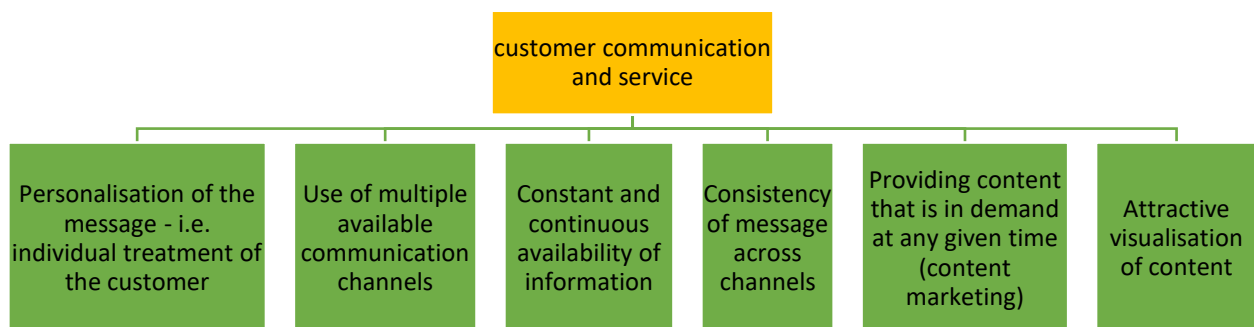 customer communication
and service
Personalisation of the
message - i.e.
individual treatment of
the customer
Use of multiple
available
communication
channels
Constant and
continuous
availability of
information
Consistency
of message
across
channels
Providing content
that is in demand
at any given time
(content
marketing)
Attractive
visualisation
of content